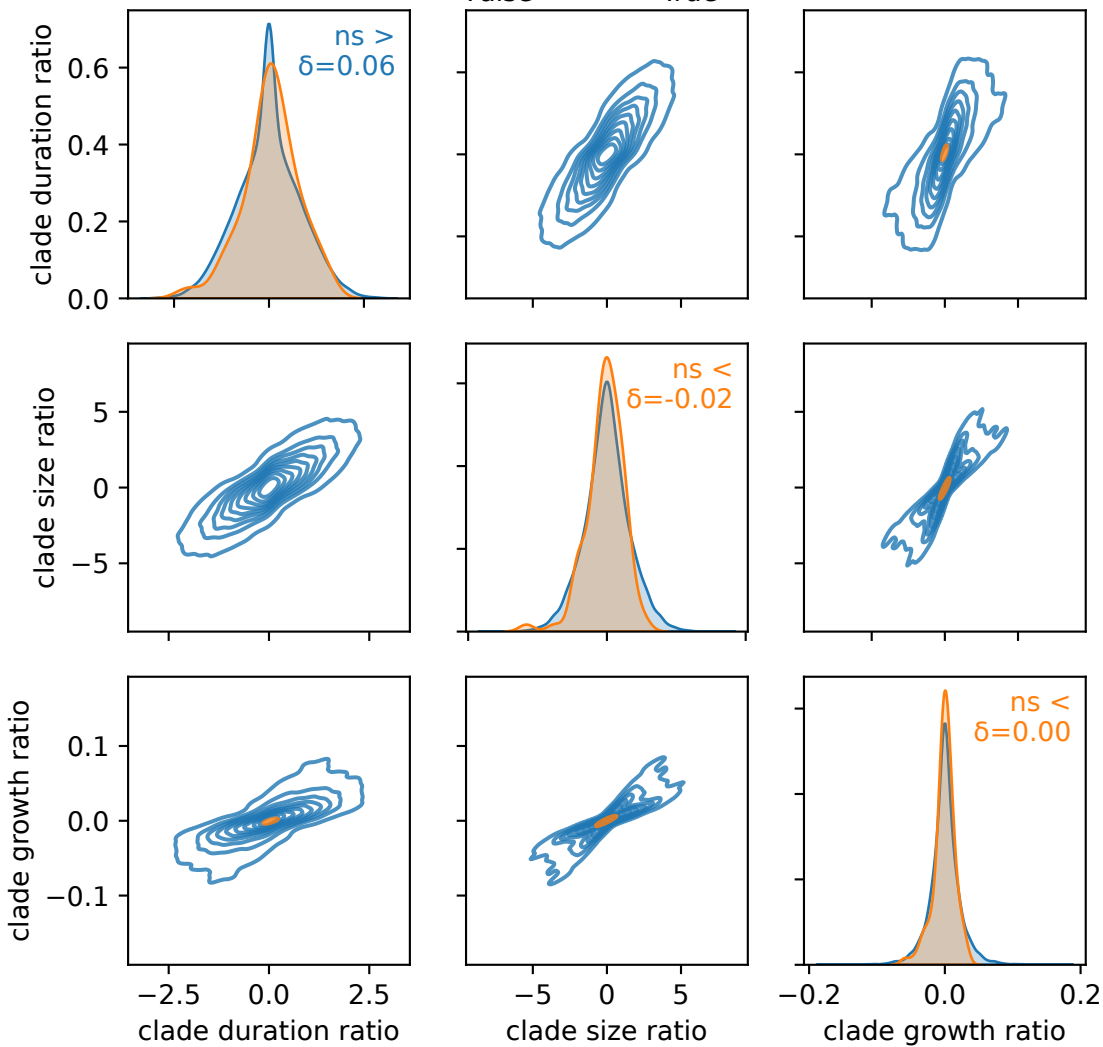 ns >
δ=0.06
clade duration ratio
0.6
0.4
0.2
0.0
ns <
δ=-0.02
clade size ratio
5
0
−5
−5
0
5
ns <
δ=0.00
clade growth ratio
0.1
0.0
−0.1
−2.5
0.0
2.5
clade duration ratio
−5
0
5
clade size ratio
−0.2
0.0
0.2
clade growth ratio